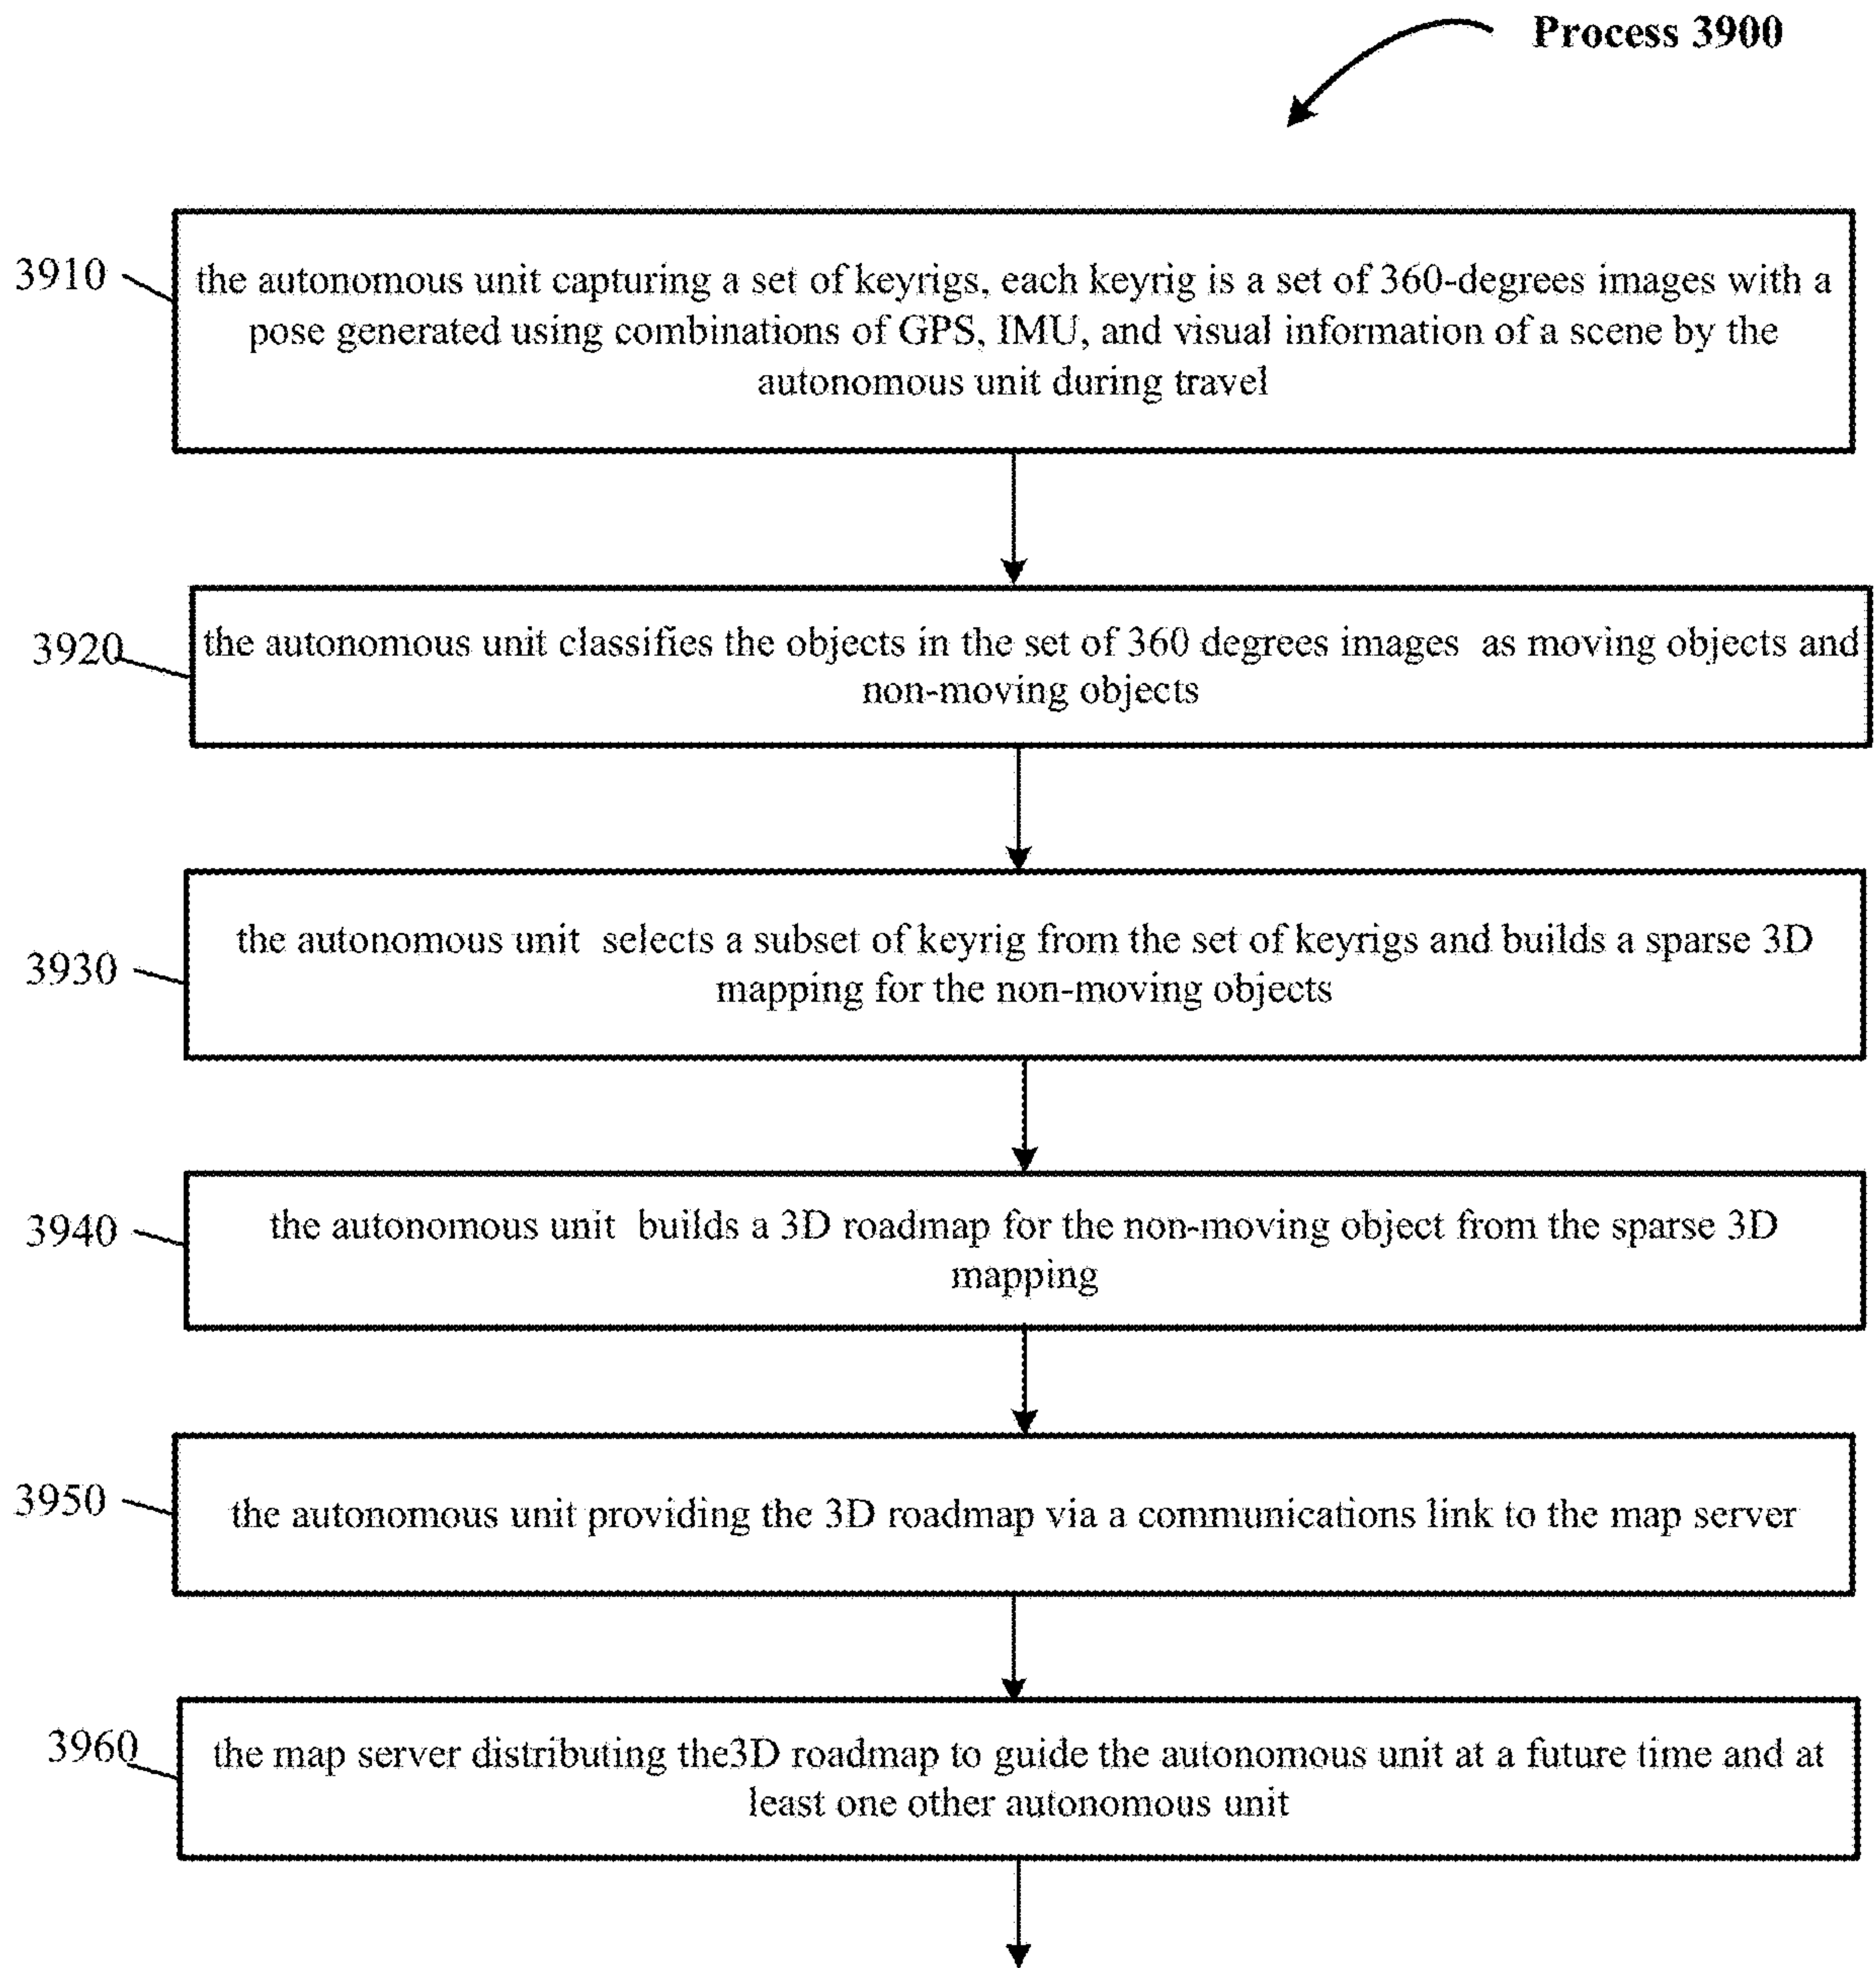 Process 3900
3910
the autonomous unit capturing a set of keyrigs, each keyrig is a set of 360-degrees images with a
pose generated using combinations of GPS, IMU, and visual information of a scene by the
autonomous unit during travel
3920
the autonomous unit classifies the objects in the set of 360 degrees images as moving objects and
non-moving objects
3930
the autonomous unit selects a subset of keyrig from the set of keyrigs and builds a sparse 3D
mapping for the non-moving objects
3940
the autonomous unit builds a 3D roadmap for the non-moving object from the sparse 3D
mapping
3950
the autonomous unit providing the 3D roadmap via a communications link to the map server
3960
the map server distributing the3D roadmap to guide the autonomous unit at a future time and at
least one other autonomous unit